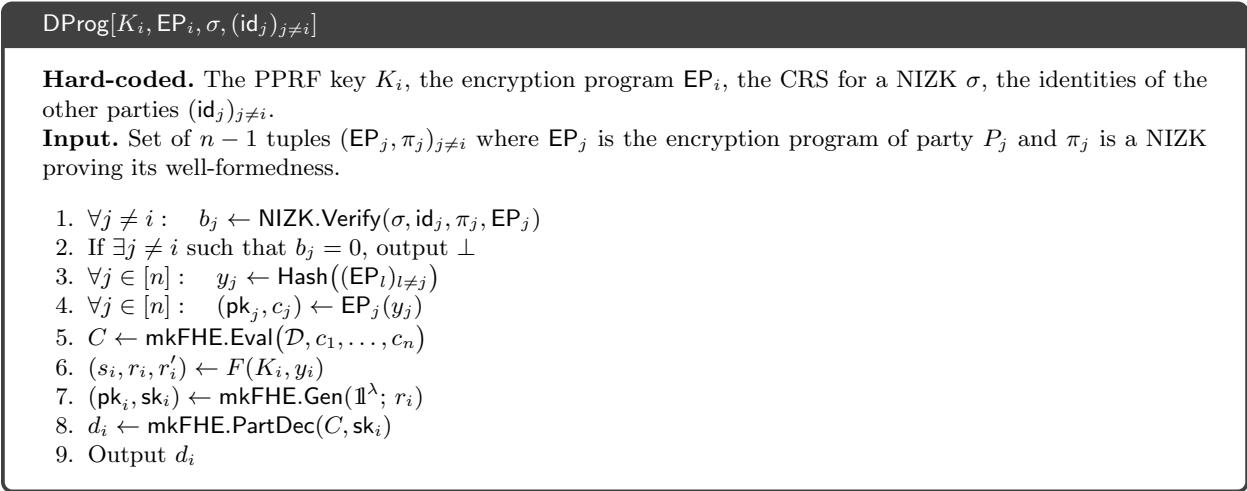 DProg[K_i, EP_i, σ, (id_j)_{j≠i}]
Hard-coded. The PPRF key K_i, the encryption program EP_i, the CRS for a NIZK σ, the identities of the
other parties (id_j)_{j≠i}.
Input. Set of n − 1 tuples (EP_j, π_j)_{j≠i} where EP_j is the encryption program of party P_j and π_j is a NIZK
proving its well-formedness.
1. ∀j ≠ i : b_j ← NIZK.Verify(σ, id_j, π_j, EP_j)
2. If ∃j ≠ i such that b_j = 0, output ⊥
3. ∀j ∈ [n] : y_j ← Hash((EP_l)_{l≠j})
4. ∀j ∈ [n] : (pk_j, c_j) ← EP_j(y_j)
5. C ← mkFHE.Eval(𝒟, c_1, . . . , c_n)
6. (s_i, r_i, r'_i) ← F(K_i, y_i)
7. (pk_i, sk_i) ← mkFHE.Gen(𝟙^λ; r_i)
8. d_i ← mkFHE.PartDec(C, sk_i)
9. Output d_i